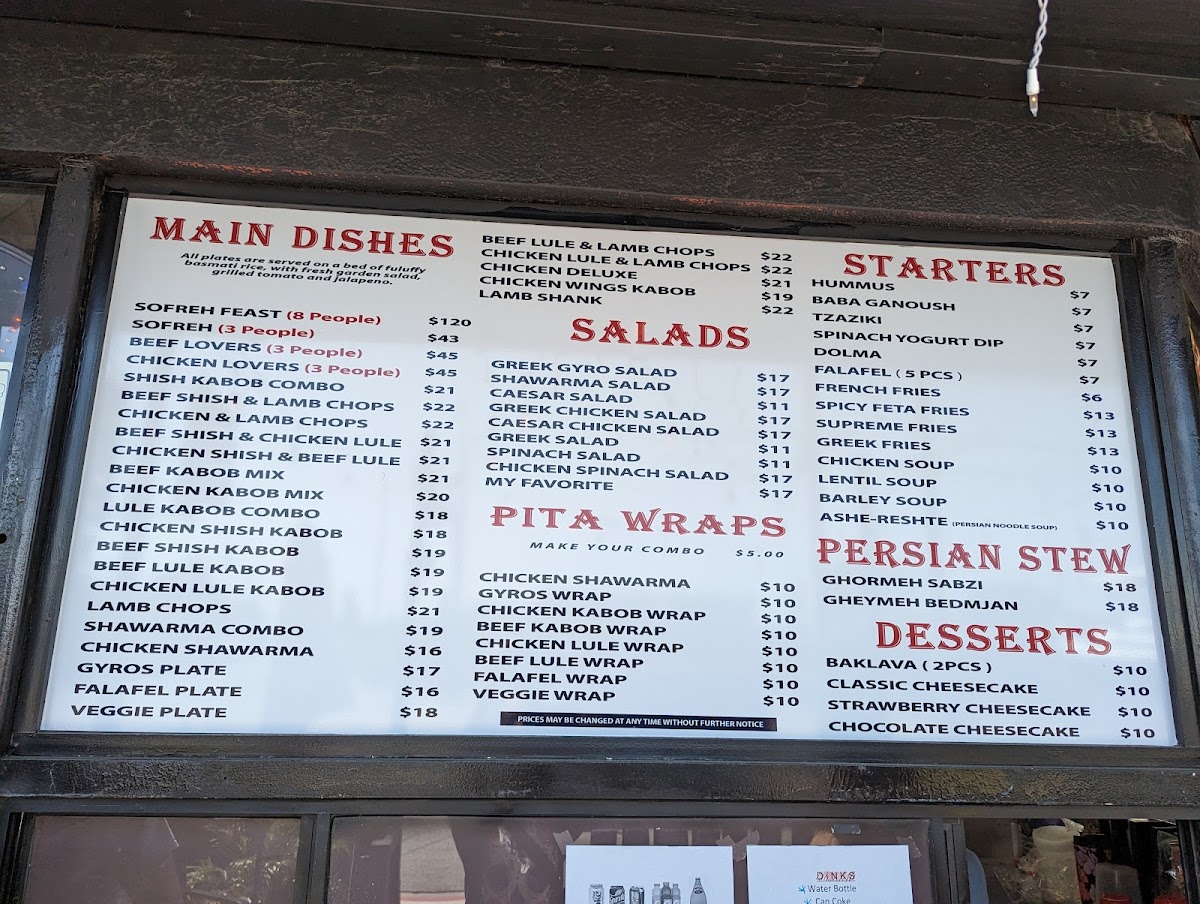 MAIN DISHES
All plates are served on a bed of fuluffy
basmati rice, with fresh garden salad,
grilled tomato and jalapeno.
SOFREH FEAST (8 People) $120
SOFREH (3 People) $43
BEEF LOVERS (3 People) $45
CHICKEN LOVERS (3 People) $45
SHISH KABOB COMBO $21
BEEF SHISH & LAMB CHOPS $22
CHICKEN & LAMB CHOPS $22
BEEF SHISH & CHICKEN LULE $21
CHICKEN SHISH & BEEF LULE $21
BEEF KABOB MIX $21
CHICKEN KABOB MIX $20
LULE KABOB COMBO $18
CHICKEN SHISH KABOB $18
BEEF SHISH KABOB $19
BEEF LULE KABOB $19
CHICKEN LULE KABOB $19
LAMB CHOPS $21
SHAWARMA COMBO $19
CHICKEN SHAWARMA $16
GYROS PLATE $17
FALAFEL PLATE $16
VEGGIE PLATE $18
BEEF LULE & LAMB CHOPS $22
CHICKEN LULE & LAMB CHOPS $22
CHICKEN DELUXE $21
CHICKEN WINGS KABOB $19
LAMB SHANK $22
SALADS
GREEK GYRO SALAD $17
SHAWARMA SALAD $17
CAESAR SALAD $11
GREEK CHICKEN SALAD $17
CAESAR CHICKEN SALAD $17
GREEK SALAD $11
SPINACH SALAD $11
CHICKEN SPINACH SALAD $17
MY FAVORITE $17
PITA WRAPS
MAKE YOUR COMBO $5.00
CHICKEN SHAWARMA $10
GYROS WRAP $10
CHICKEN KABOB WRAP $10
BEEF KABOB WRAP $10
CHICKEN LULE WRAP $10
BEEF LULE WRAP $10
FALAFEL WRAP $10
VEGGIE WRAP $10
PRICES MAY BE CHANGED AT ANY TIME WITHOUT FURTHER NOTICE
STARTERS
HUMMUS $7
BABA GANOUSH $7
TZAZIKI $7
SPINACH YOGURT DIP $7
DOLMA $7
FALAFEL ( 5 PCS ) $7
FRENCH FRIES $6
SPICY FETA FRIES $13
SUPREME FRIES $13
GREEK FRIES $13
CHICKEN SOUP $10
LENTIL SOUP $10
BARLEY SOUP $10
ASHE-RESHTE (PERSIAN NOODLE SOUP) $10
PERSIAN STEW
GHORMEH SABZI $18
GHEYMEH BEDMJAN $18
DESSERTS
BAKLAVA ( 2PCS ) $10
CLASSIC CHEESECAKE $10
STRAWBERRY CHEESECAKE $10
CHOCOLATE CHEESECAKE $10
DINKS
Water Bottle
Can Coke